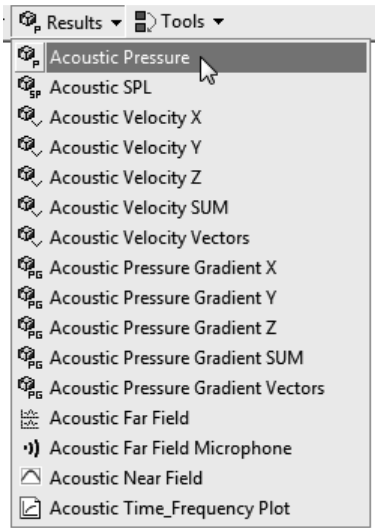 Results Tools
Acoustic Pressure
Acoustic SPL
Acoustic Velocity X
Acoustic Velocity Y
Acoustic Velocity Z
Acoustic Velocity SUM
Acoustic Velocity Vectors
Acoustic Pressure Gradient X
Acoustic Pressure Gradient Y
Acoustic Pressure Gradient Z
Acoustic Pressure Gradient SUM
Acoustic Pressure Gradient Vectors
Acoustic Far Field
Acoustic Far Field Microphone
Acoustic Near Field
Acoustic Time_Frequency Plot